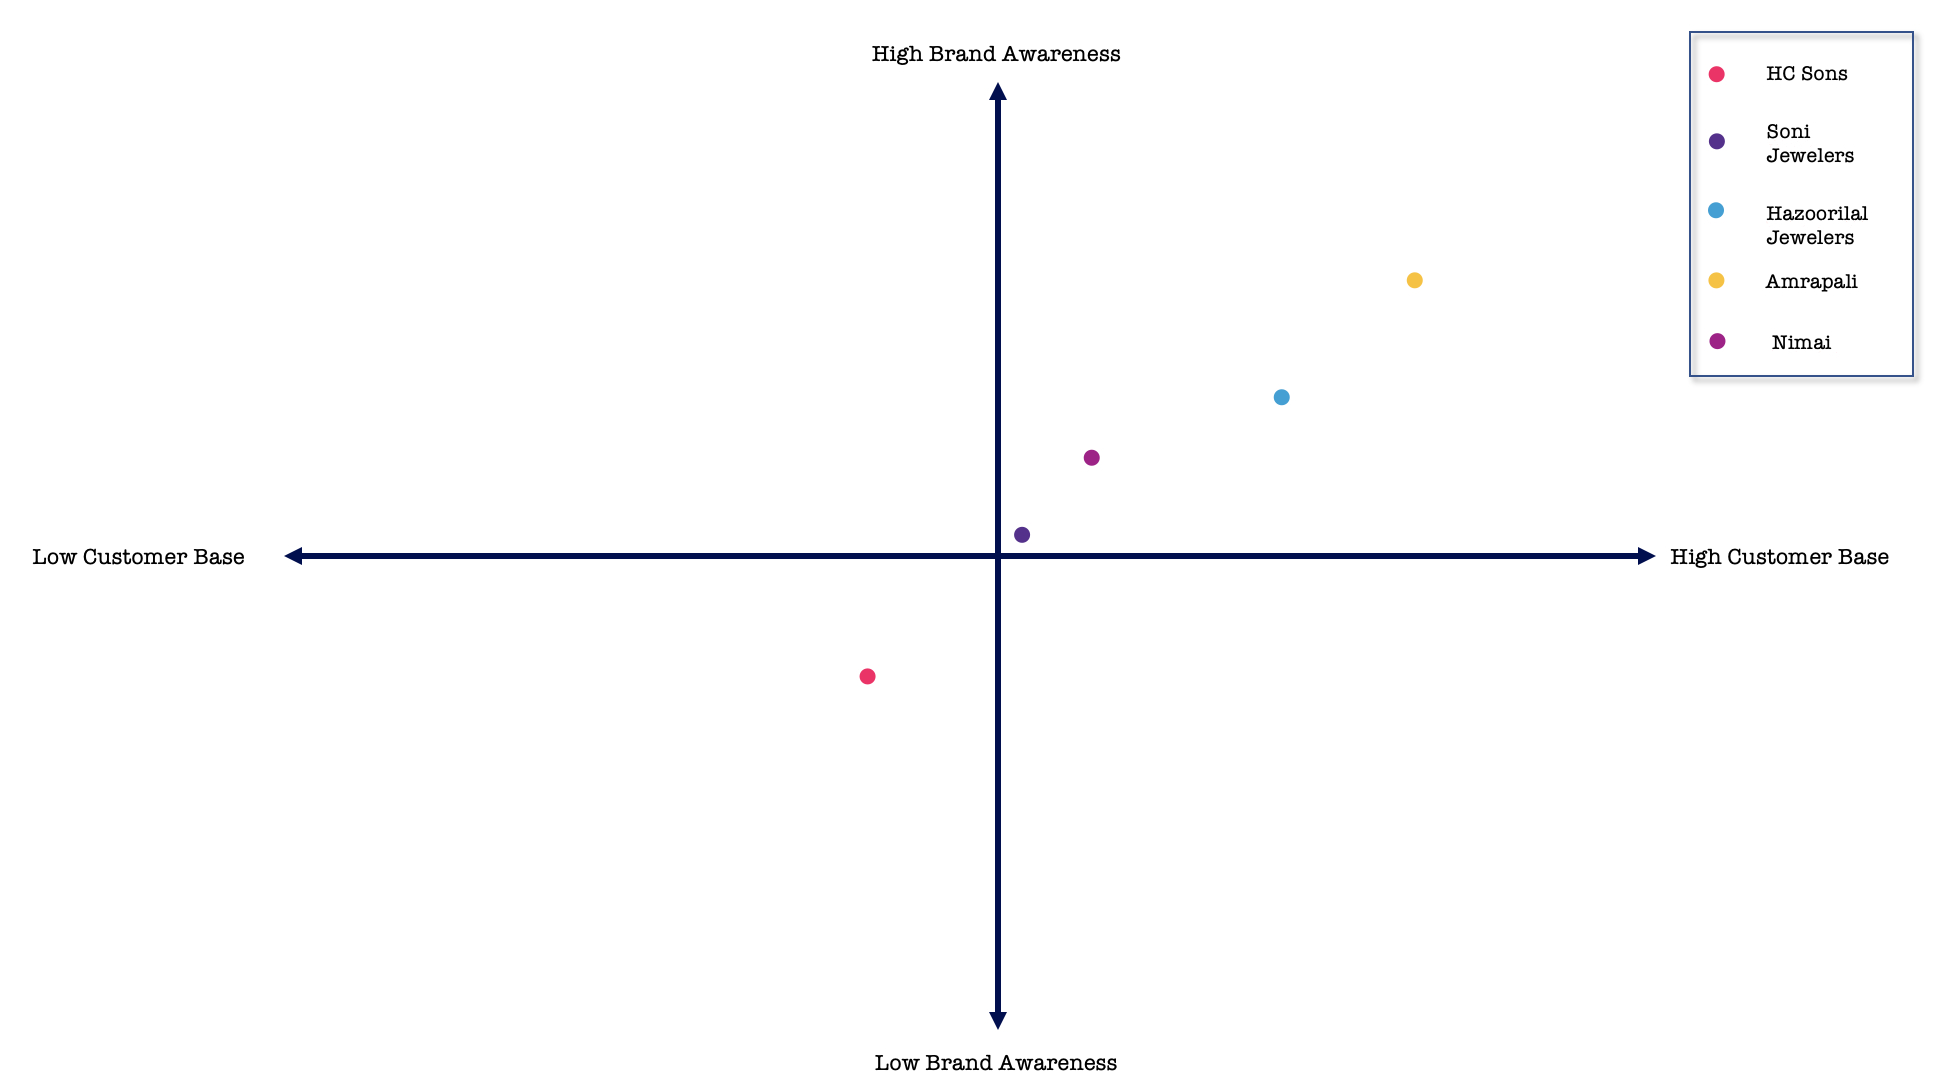 High Brand Awareness
HC Sons
Soni
Jewelers
Hazoorilal
Jewelers
Amrapali
Nimai
Low Customer Base
High Customer Base
Low Brand Awareness